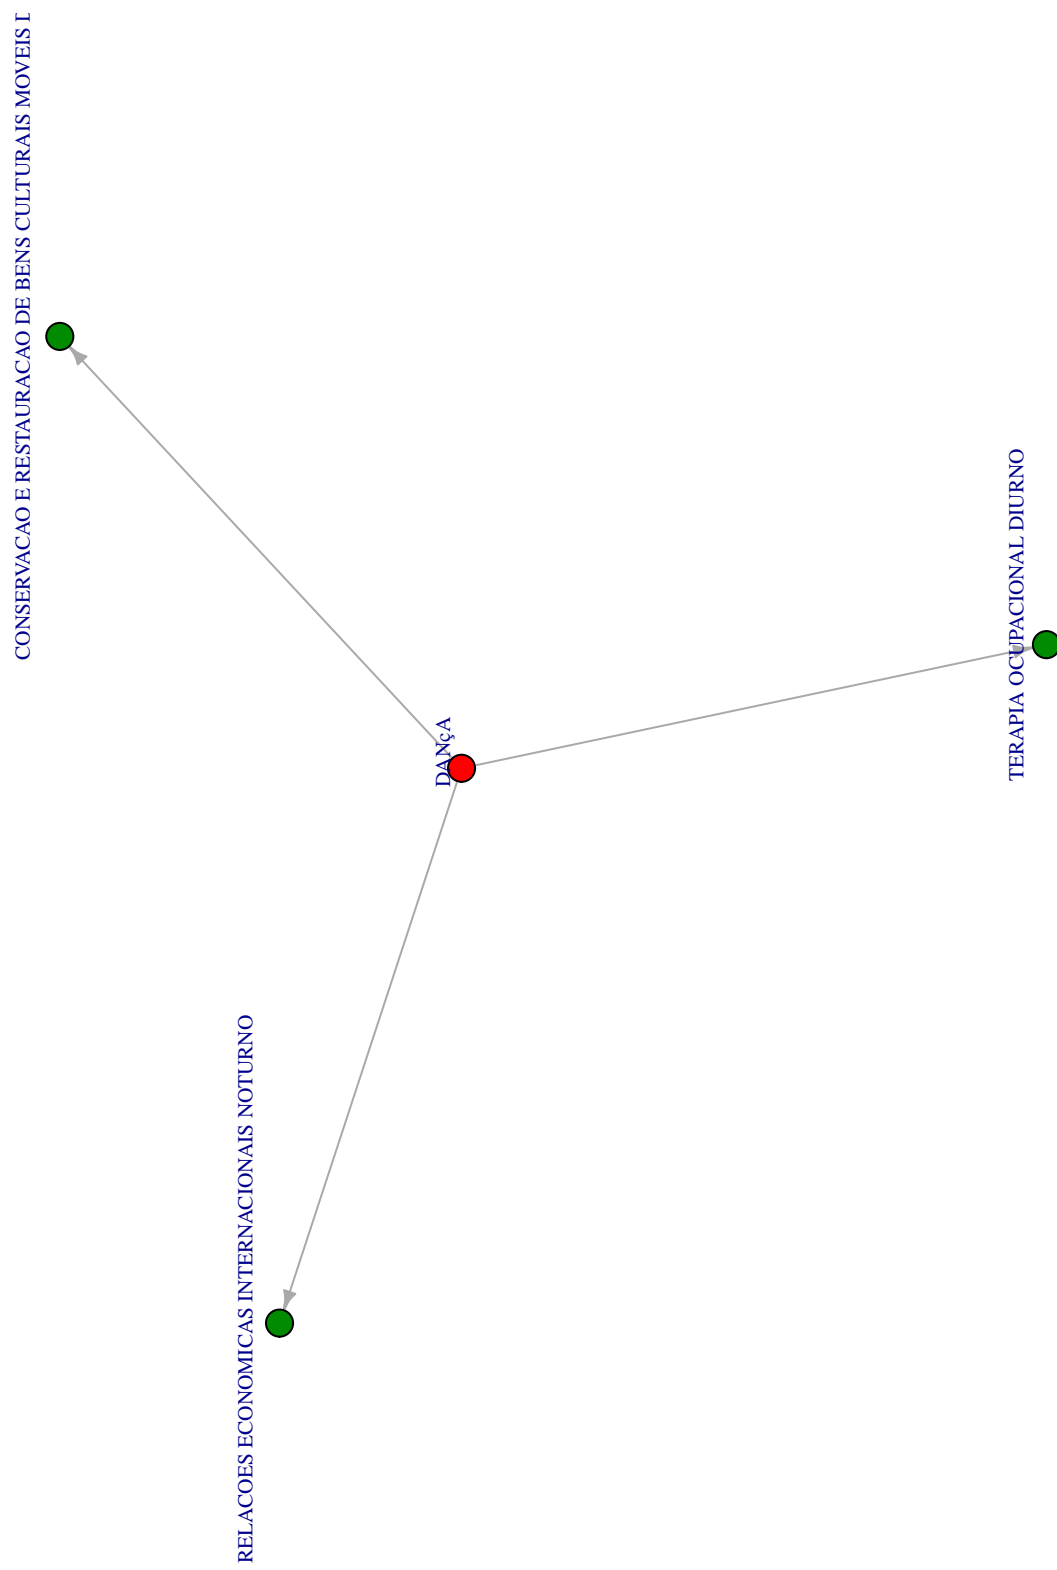 CONSERVACAO E RESTAURACAO DE BENS CULTURAIS MOVEIS
TERAPIA OCUPACIONAL DIURNO
DANçA
RELACOES ECONOMICAS INTERNACIONAIS NOTURNO